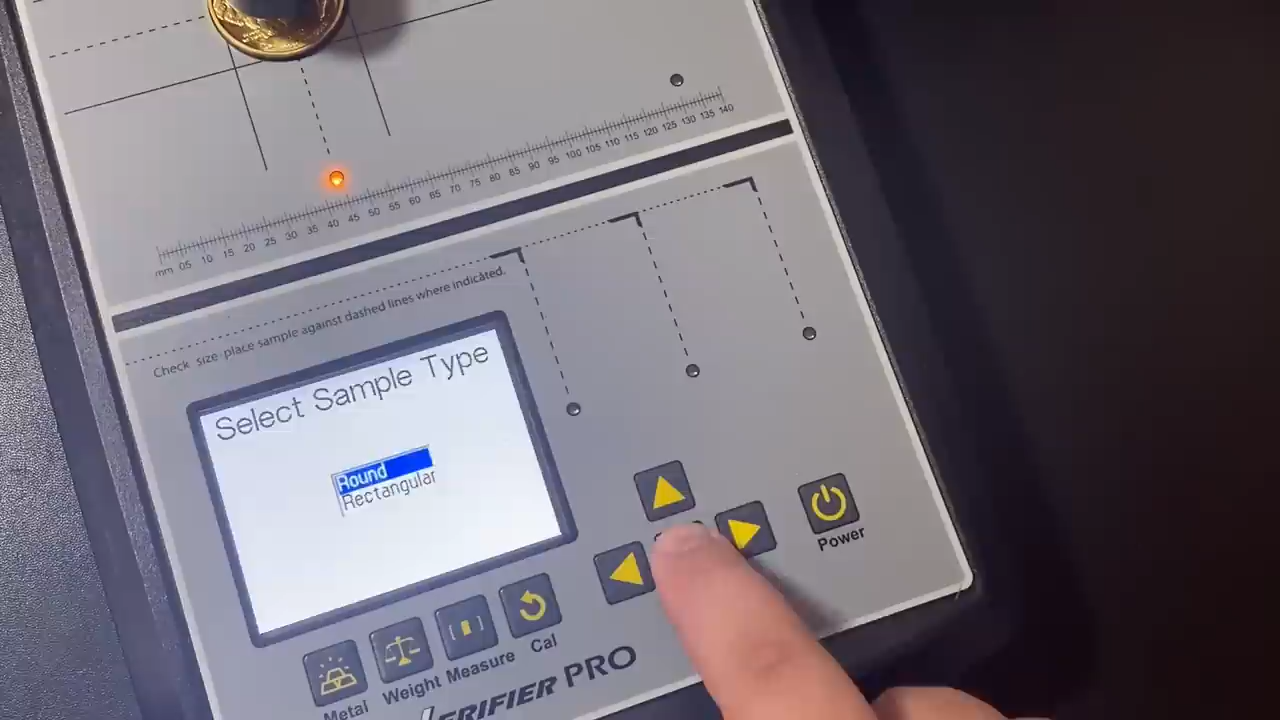 mm 05 10 15 20 25 30 35 40 45 50 55 60 65 70 75 80 85 90 95 100 105 110 115 120 125 130 135 140
Check size-place sample against dashed lines where indicated.
Select Sample Type
Round
Rectangular
Power
Metal Weight Measure Cal
VERIFIER PRO